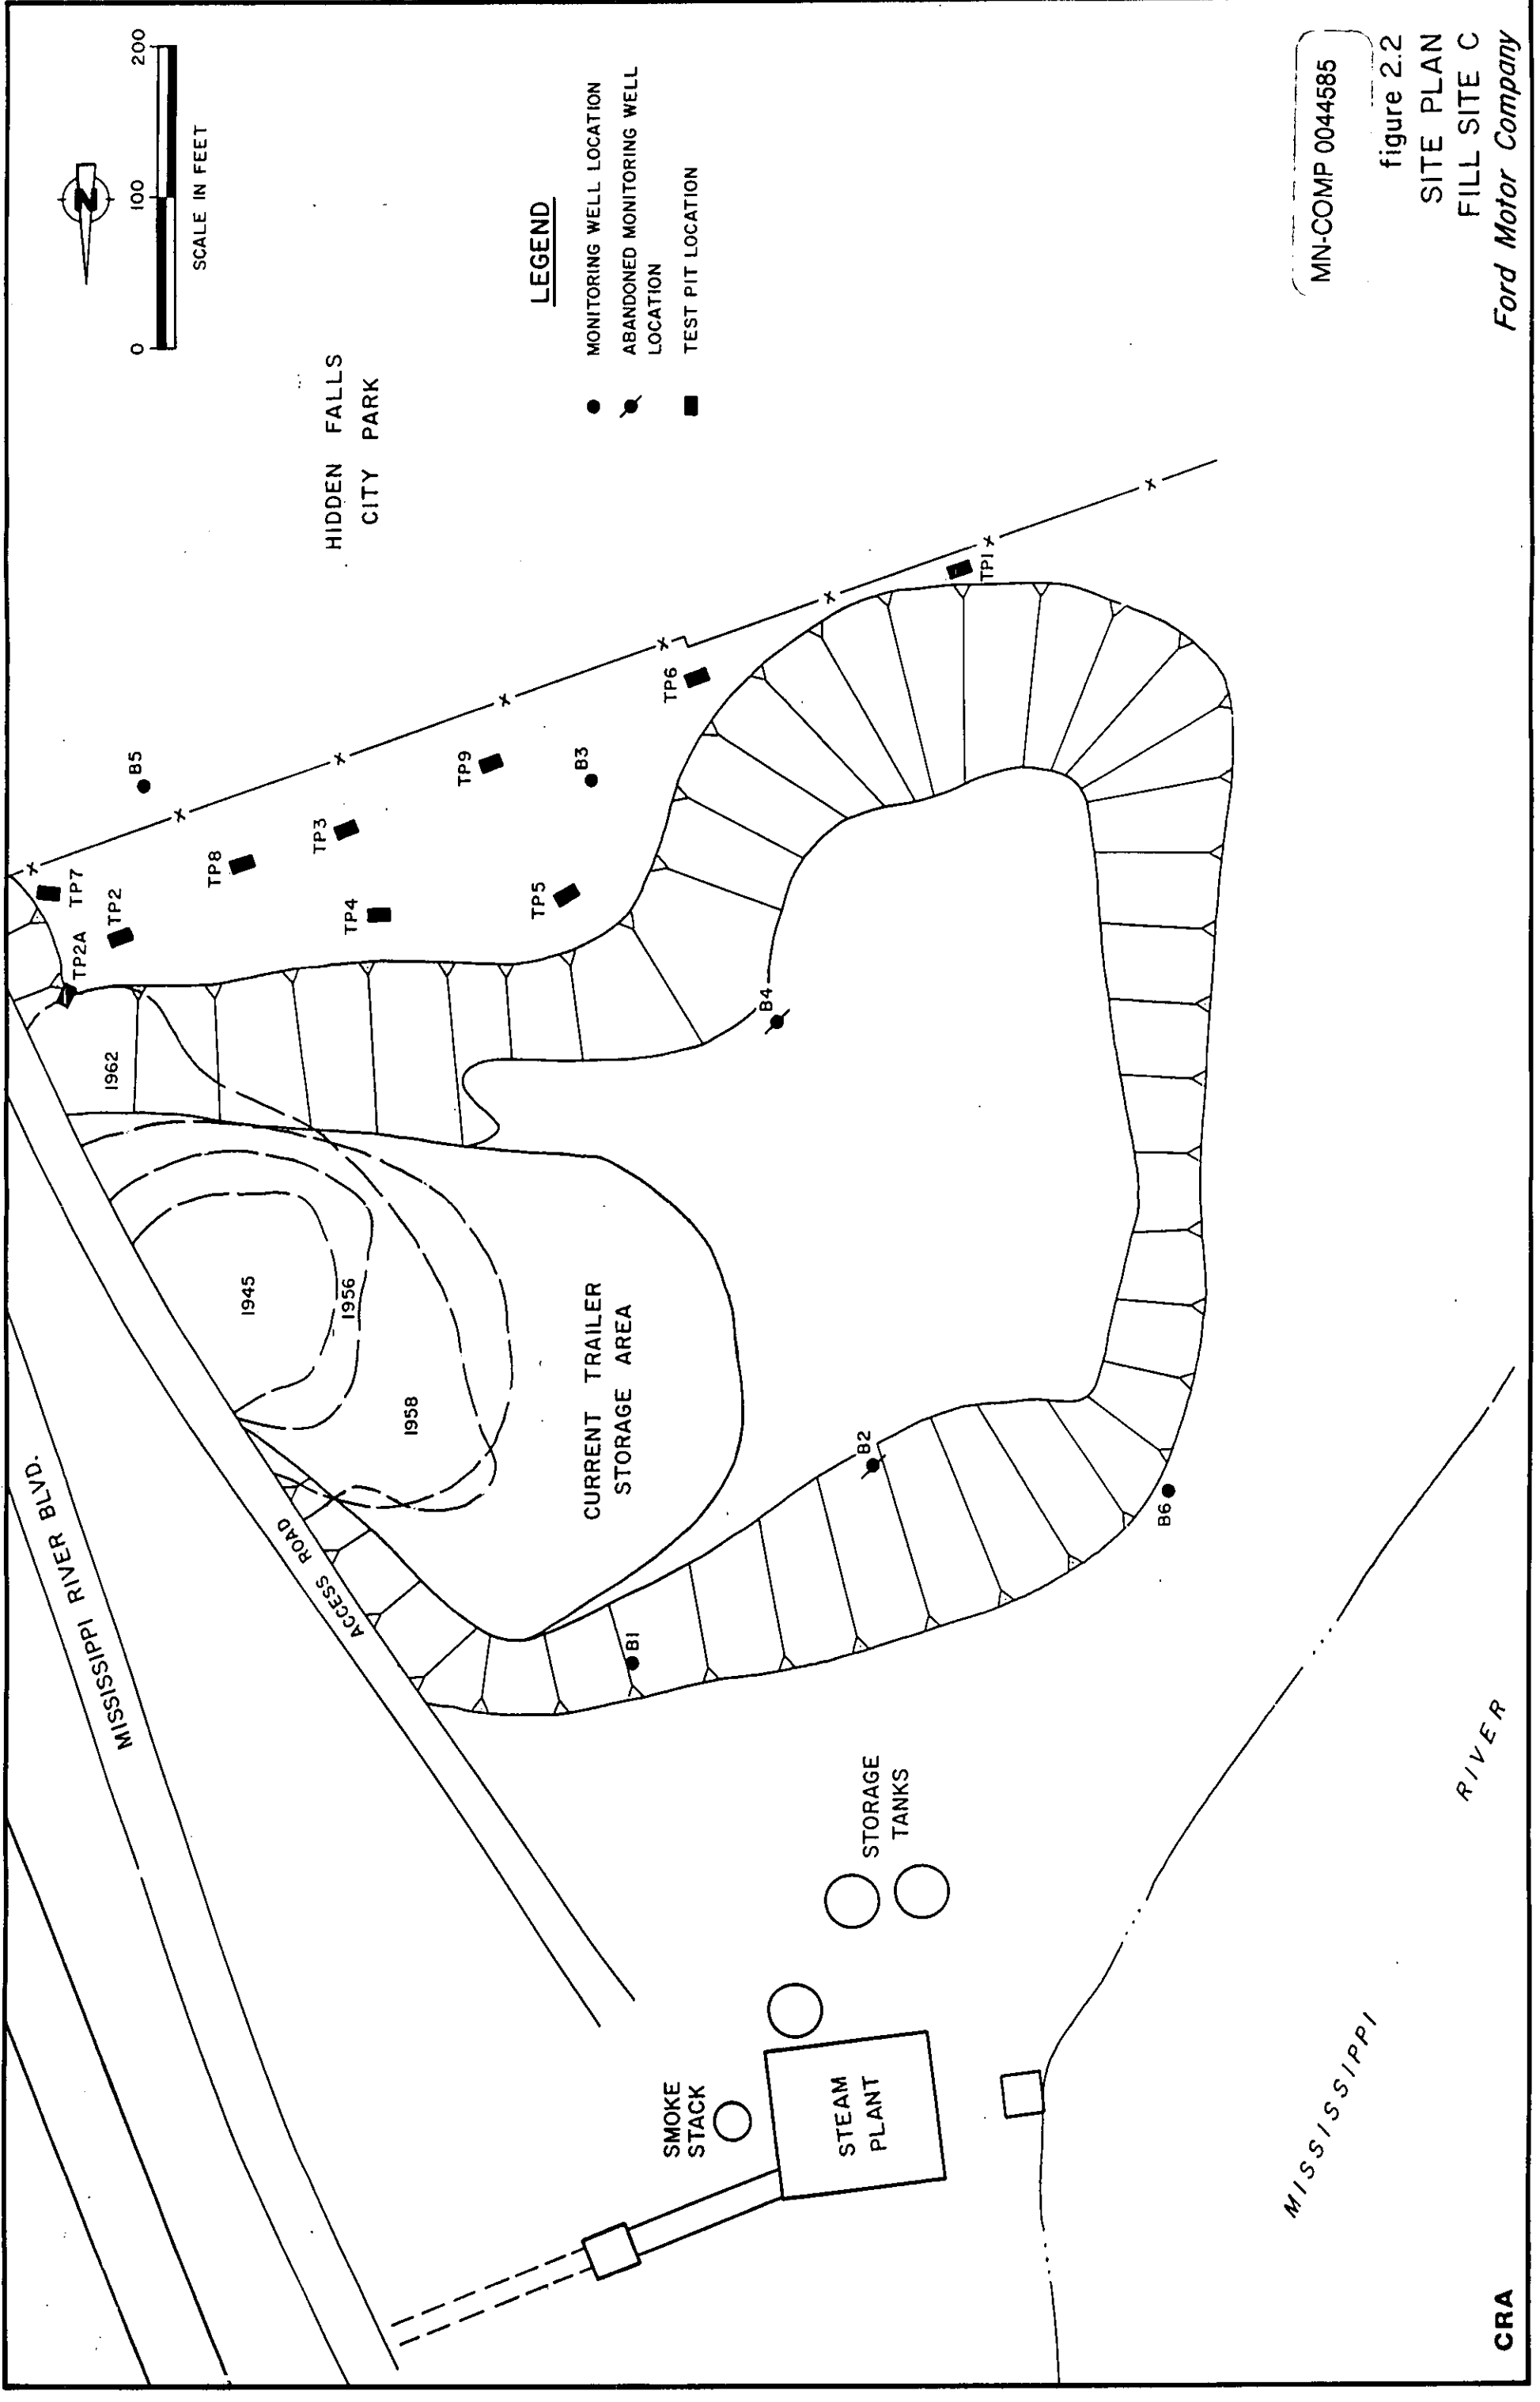 MISSISSIPPI RIVER BLVD.
ACCESS ROAD
1945
1956
1958
1962
CURRENT TRAILER
STORAGE AREA
TP2A
TP7
TP2
TP8
TP3
TP4
TP9
TP5
TP6
TP1
B5
B3
B4
B2
B1
B6
HIDDEN FALLS
CITY PARK
N
0
100
200
SCALE IN FEET
LEGEND
MONITORING WELL LOCATION
ABANDONED MONITORING WELL
LOCATION
TEST PIT LOCATION
SMOKE
STACK
STEAM
PLANT
STORAGE
TANKS
MISSISSIPPI
RIVER
MN-COMP 0044585
figure 2.2
SITE PLAN
FILL SITE C
Ford Motor Company
CRA